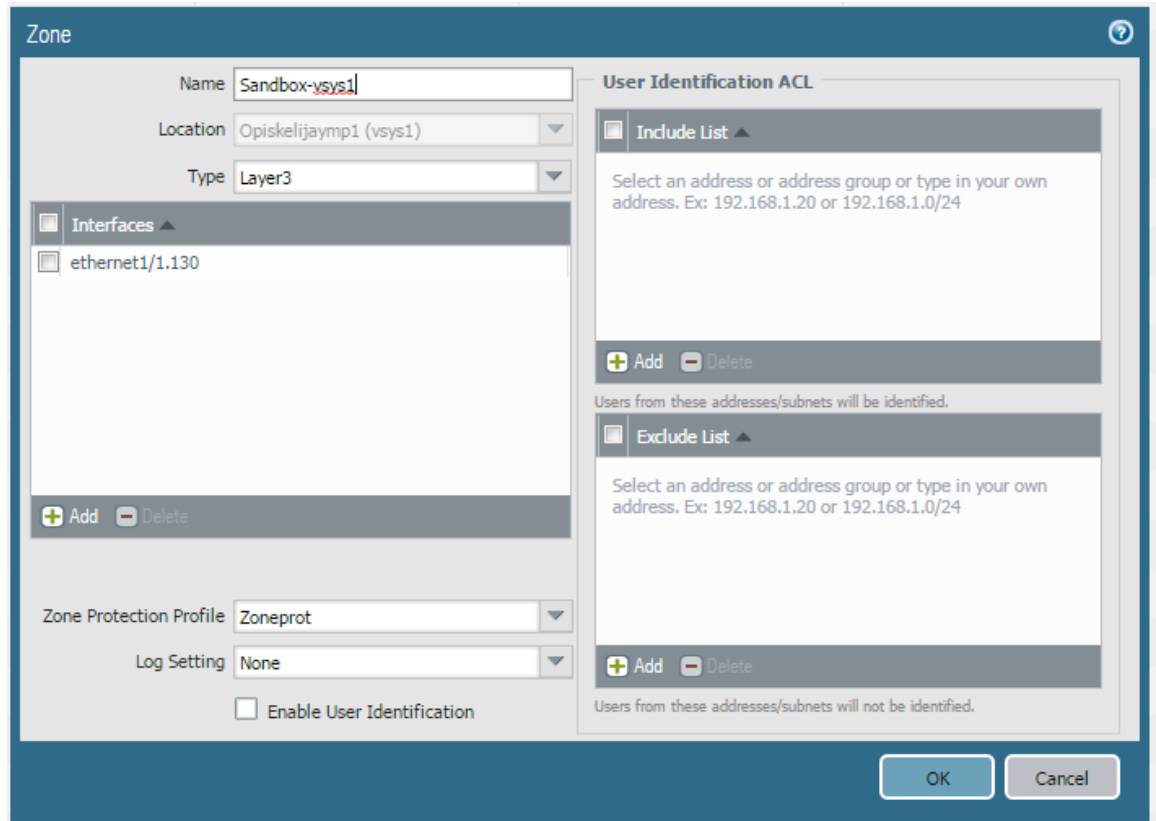 Zone
Name Sandbox-vsys1
Location Opiskelijaymp1 (vsys1)
Type Layer3
Interfaces
ethernet1/1.130
Add Delete
Zone Protection Profile Zoneprot
Log Setting None
Enable User Identification
User Identification ACL
Include List
Select an address or address group or type in your own
address. Ex: 192.168.1.20 or 192.168.1.0/24
Add Delete
Users from these addresses/subnets will be identified.
Exclude List
Select an address or address group or type in your own
address. Ex: 192.168.1.20 or 192.168.1.0/24
Add Delete
Users from these addresses/subnets will not be identified.
OK Cancel